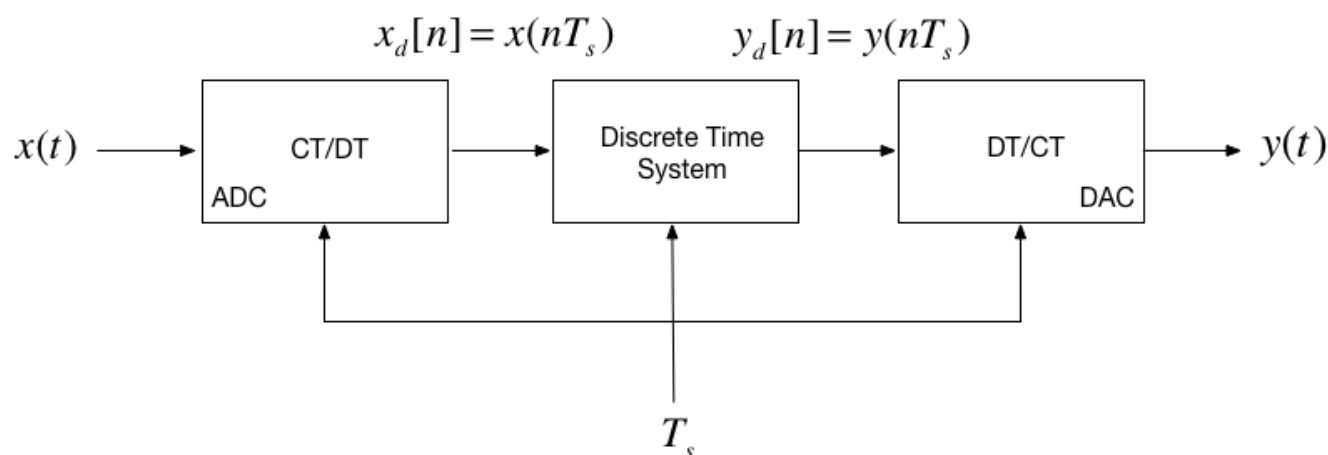 x_d[n] = x(nT_s)
y_d[n] = y(nT_s)
x(t)
CT/DT
ADC
Discrete Time
System
DT/CT
DAC
y(t)
T_s